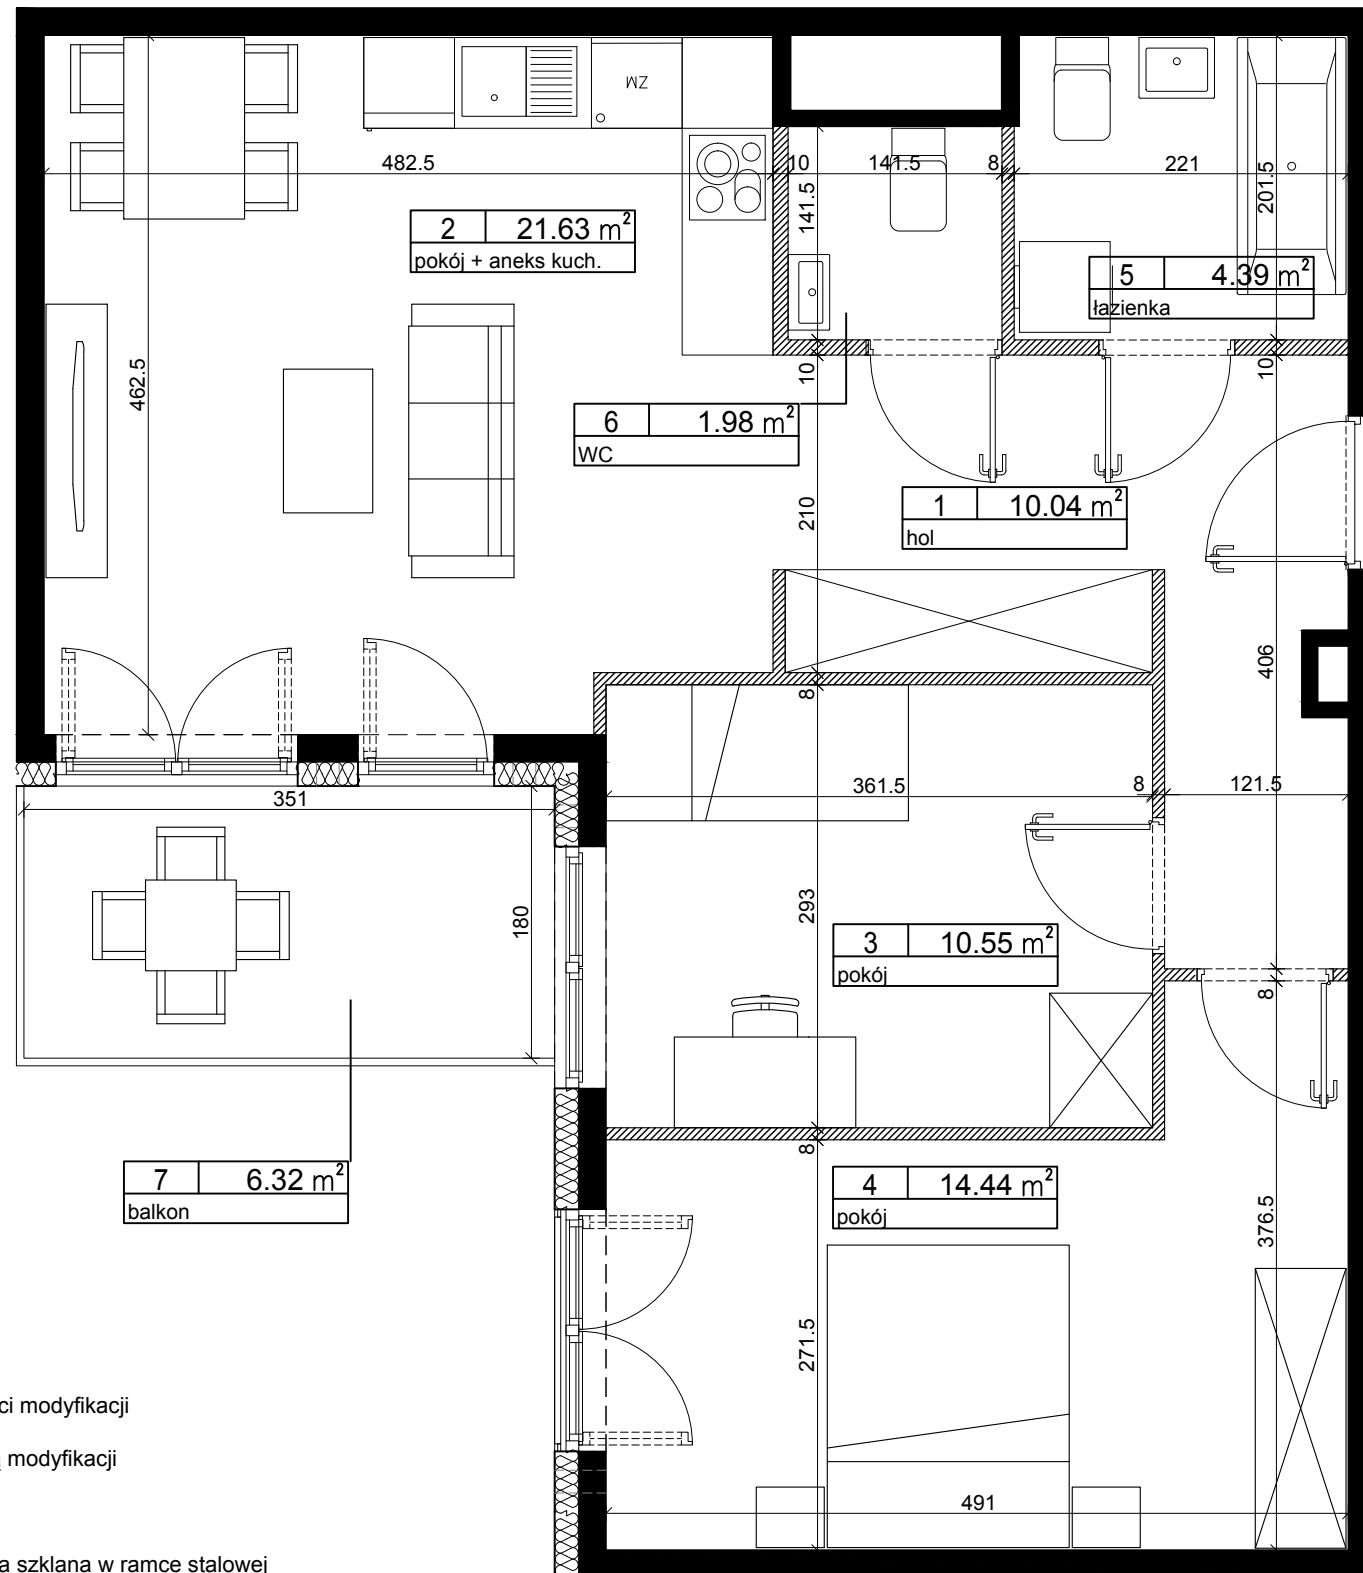 ZM
482.5
10
141.5
8
221
141.5
201.5
2 21.63 m²
pokój + aneks kuch.
5 4.39 m²
łazienka
462.5
10
10
6 1.98 m²
WC
210
1 10.04 m²
hol
406
8
351
361.5
8
121.5
180
293
3 10.55 m²
pokój
8
8
7 6.32 m²
balkon
4 14.44 m²
pokój
376.5
271.5
ci modyfikacji
modyfikacji
491
a szklana w ramce stalowej